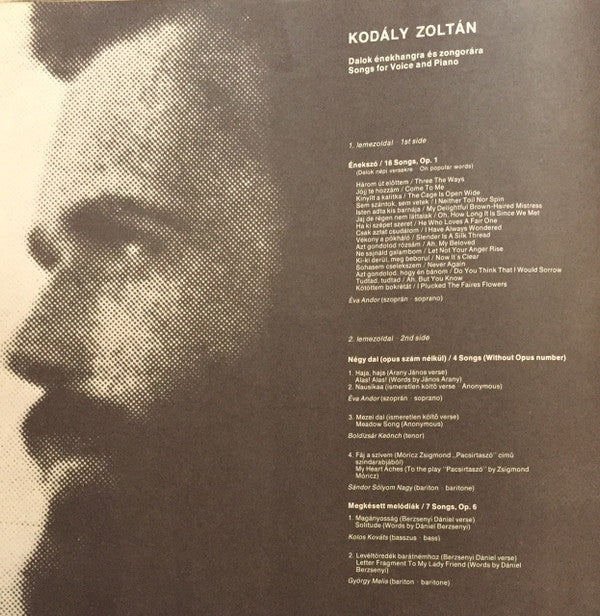 KODÁLY ZOLTÁN
Dalok énekhangra és zongorára
Songs for Voice and Piano
1. lemezoldal · 1st side
Énekszó / 16 Songs, Op. 1
(Dalok népi versekre · On popular words)
Három út előttem / Three The Ways
Jöjj te hozzám / Come To Me
Kinyílt a kalitka / The Cage Is Open Wide
Sem szántok, sem vetek / I Neither Toil Nor Spin
Isten adta kis barnája / My Delightful Brown-Haired Mistress
Jaj de régen nem láttalak / Oh, How Long It Is Since We Met
Ha ki szépet szeret / He Who Loves A Fair One
Csak azt csudálom / I Have Always Wondered
Vékony a pókháló / Slender Is A Silk Thread
Azt gondolod rózsám / Ah, My Beloved
Ne sajnáld galambom / Let Not Your Anger Rise
Ki-ki derül, meg beborul / Now It's Clear
Sohasem cselekszem / Never Again
Azt gondolod, hogy én bánom / Do You Think That I Would Sorrow
Tudtad, tudtad / Ah, But You Know
Kötöttem bokrétát / I Plucked The Faires Flowers
Éva Andor (szoprán · soprano)
2. lemezoldal · 2nd side
Négy dal (opus szám nélkül) / 4 Songs (Without Opus number)
1. Haja, haja (Arany János verse)
Alas! Alas! (Words by János Arany)
2. Nausikaa (ismeretlen költő verse · Anonymous)
Éva Andor (szoprán · soprano)
3. Mezei dal (ismeretlen költő verse)
Meadow Song (Anonymous)
Boldizsár Keönch (tenor)
4. Fáj a szívem (Móricz Zsigmond „Pacsirtaszó" című
színdarabjából)
My Heart Aches (To the play "Pacsirtaszó" by Zsigmond
Móricz)
Sándor Sólyom Nagy (bariton · baritone)
Megkésett melódiák / 7 Songs, Op. 6
1. Magányosság (Berzsenyi Dániel verse)
Solitude (Words by Dániel Berzsenyi)
Kolos Kováts (basszus · bass)
2. Levéltöredék barátnémhoz (Berzsenyi Dániel verse)
Letter Fragment To My Lady Friend (Words by Dániel
Berzsenyi)
György Melis (bariton · baritone)